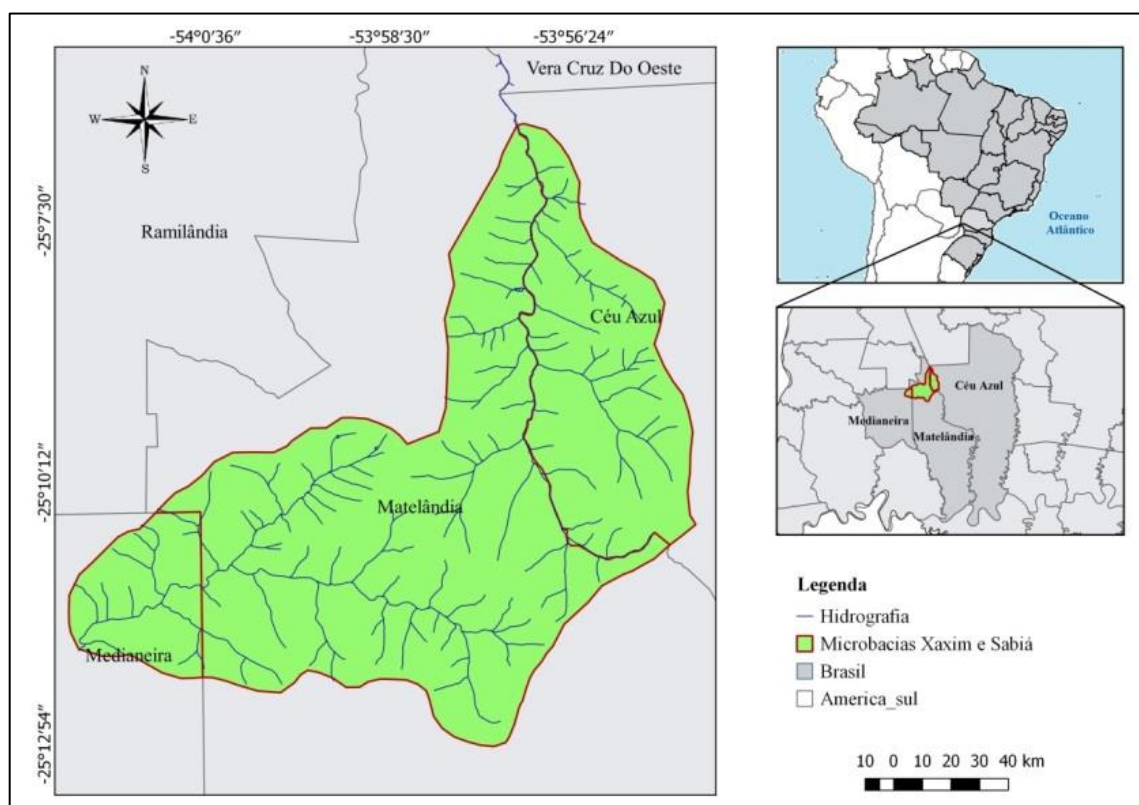 -54°0'36"
-53°58'30"
-53°56'24"
Vera Cruz Do Oeste
N
W
E
S
-25°7'30"
Ramilândia
Céu Azul
-25°10'12"
Matelândia
Medianeira
-25°12'54"
Oceano
Atlântico
Céu Azul
Medianeira
Matelândia
Legenda
Hidrografia
Microbacias Xaxim e Sabiá
Brasil
America_sul
10 0 10 20 30 40 km